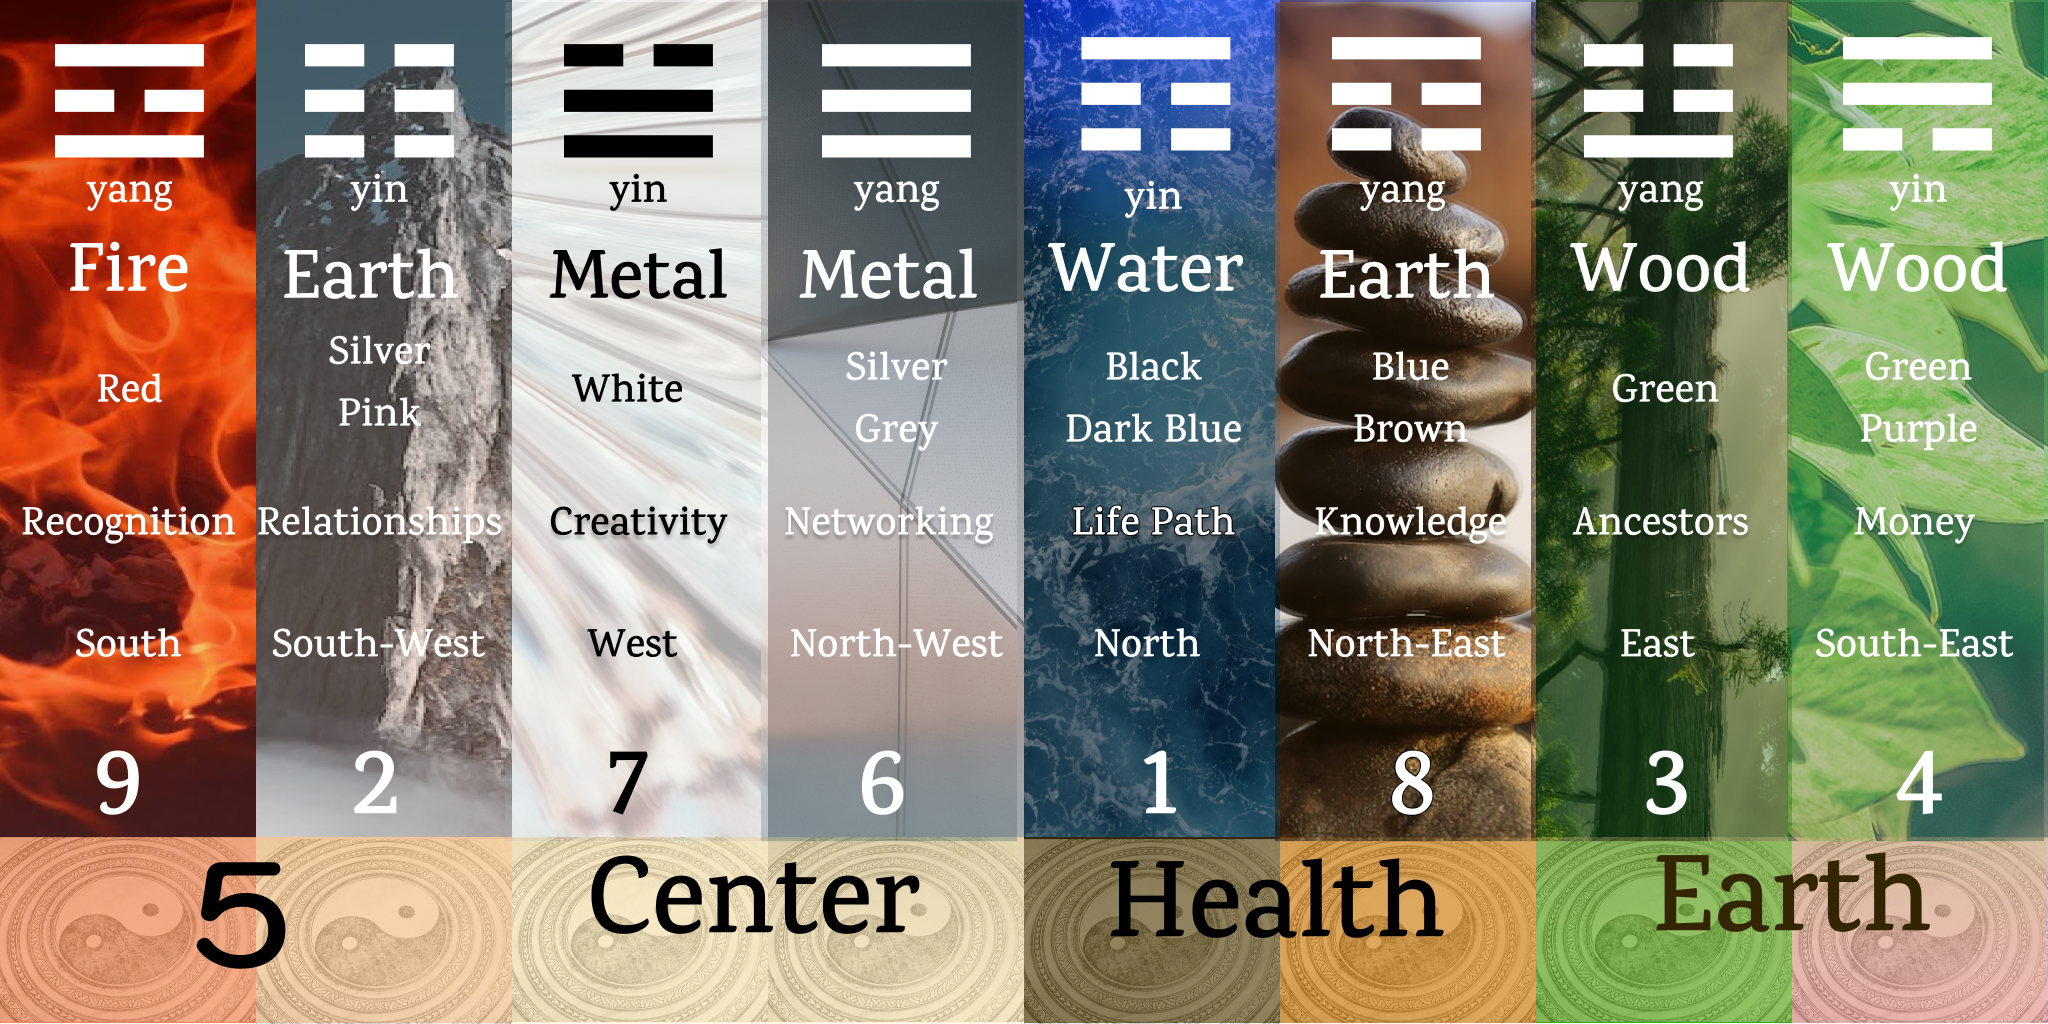 yang
Fire
Red
Recognition
South
9
yin
Earth
Silver
Pink
Relationships
South-West
2
yin
Metal
White
Creativity
West
7
yang
Metal
Silver
Grey
Networking
North-West
6
yin
Water
Black
Dark Blue
Life Path
North
1
yang
Earth
Blue
Brown
Knowledge
North-East
8
yang
Wood
Green
Ancestors
East
3
yin
Wood
Green
Purple
Money
South-East
4
5 Center Health Earth